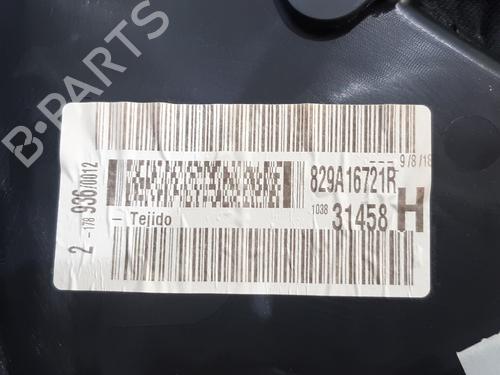 B-PARTS
9/8/18
829A16721R
1038
31458 H
- Tejido
2 -178 936/0012